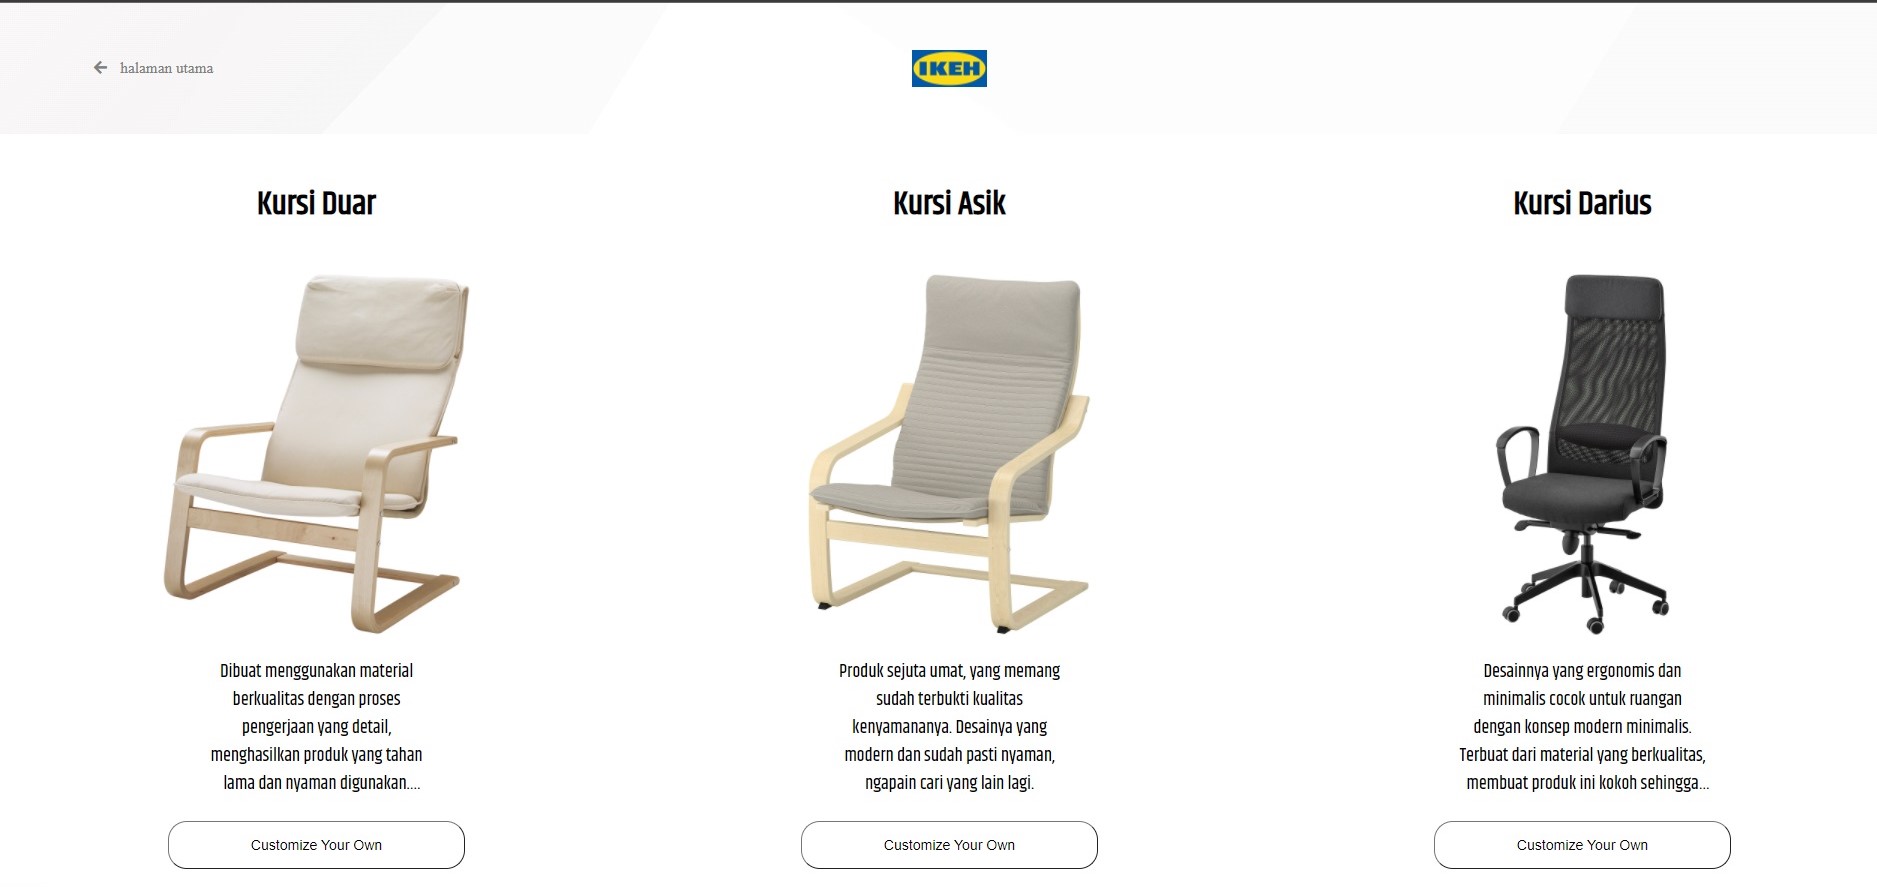 halaman utama
IKEH
Kursi Duar
Kursi Asik
Kursi Darius
Dibuat menggunakan material
berkualitas dengan proses
pengerjaan yang detail,
menghasilkan produk yang tahan
lama dan nyaman digunakan....
Produk sejuta umat, yang memang
sudah terbukti kualitas
kenyamananya. Desainya yang
modern dan sudah pasti nyaman,
ngapain cari yang lain lagi.
Desainnya yang ergonomis dan
minimalis cocok untuk ruangan
dengan konsep modern minimalis.
Terbuat dari material yang berkualitas,
membuat produk ini kokoh sehingga...
Customize Your Own
Customize Your Own
Customize Your Own